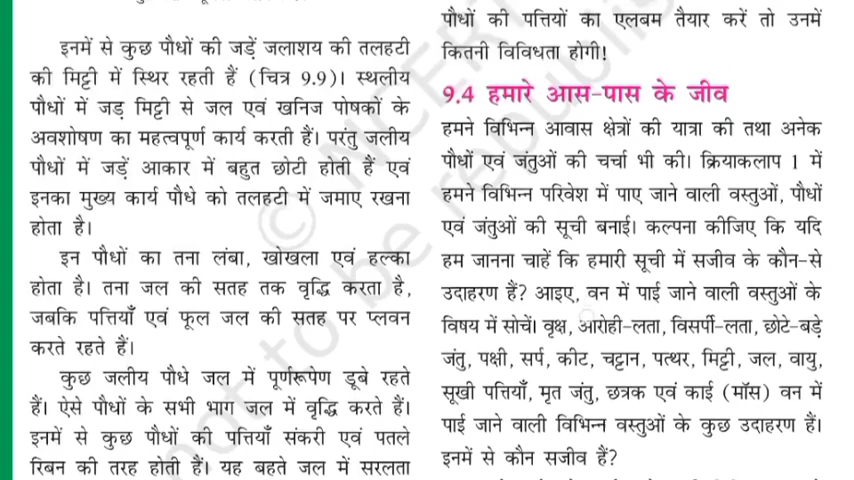 इनमें से कुछ पौधों की जड़ें जलाशय की तलहटी
की मिट्टी में स्थिर रहती हैं (चित्र 9.9)। स्थलीय
पौधों में जड़ मिट्टी से जल एवं खनिज पोषकों के
अवशोषण का महत्वपूर्ण कार्य करती हैं। परंतु जलीय
पौधों में जड़ें आकार में बहुत छोटी होती हैं एवं
इनका मुख्य कार्य पौधे को तलहटी में जमाए रखना
होता है।
इन पौधों का तना लंबा, खोखला एवं हल्का
होता है। तना जल की सतह तक वृद्धि करता है,
जबकि पत्तियाँ एवं फूल जल की सतह पर प्लवन
करते रहते हैं।
कुछ जलीय पौधे जल में पूर्णरूपेण डूबे रहते
हैं। ऐसे पौधों के सभी भाग जल में वृद्धि करते हैं।
इनमें से कुछ पौधों की पत्तियाँ संकरी एवं पतले
रिबन की तरह होती हैं। यह बहते जल में सरलता
पौधों की पत्तियों का एलबम तैयार करें तो उनमें
कितनी विविधता होगी!
9.4 हमारे आस-पास के जीव
हमने विभिन्न आवास क्षेत्रों की यात्रा की तथा अनेक
पौधों एवं जंतुओं की चर्चा भी की। क्रियाकलाप 1 में
हमने विभिन्न परिवेश में पाए जाने वाली वस्तुओं, पौधों
एवं जंतुओं की सूची बनाई। कल्पना कीजिए कि यदि
हम जानना चाहें कि हमारी सूची में सजीव के कौन-से
उदाहरण हैं? आइए, वन में पाई जाने वाली वस्तुओं के
विषय में सोचें। वृक्ष, आरोही-लता, विसर्पी-लता, छोटे-बड़े
जंतु, पक्षी, सर्प, कीट, चट्टान, पत्थर, मिट्टी, जल, वायु,
सूखी पत्तियाँ, मृत जंतु, छत्रक एवं काई (मॉस) वन में
पाई जाने वाली विभिन्न वस्तुओं के कुछ उदाहरण हैं।
इनमें से कौन सजीव हैं?
© NCERT
not to be republis